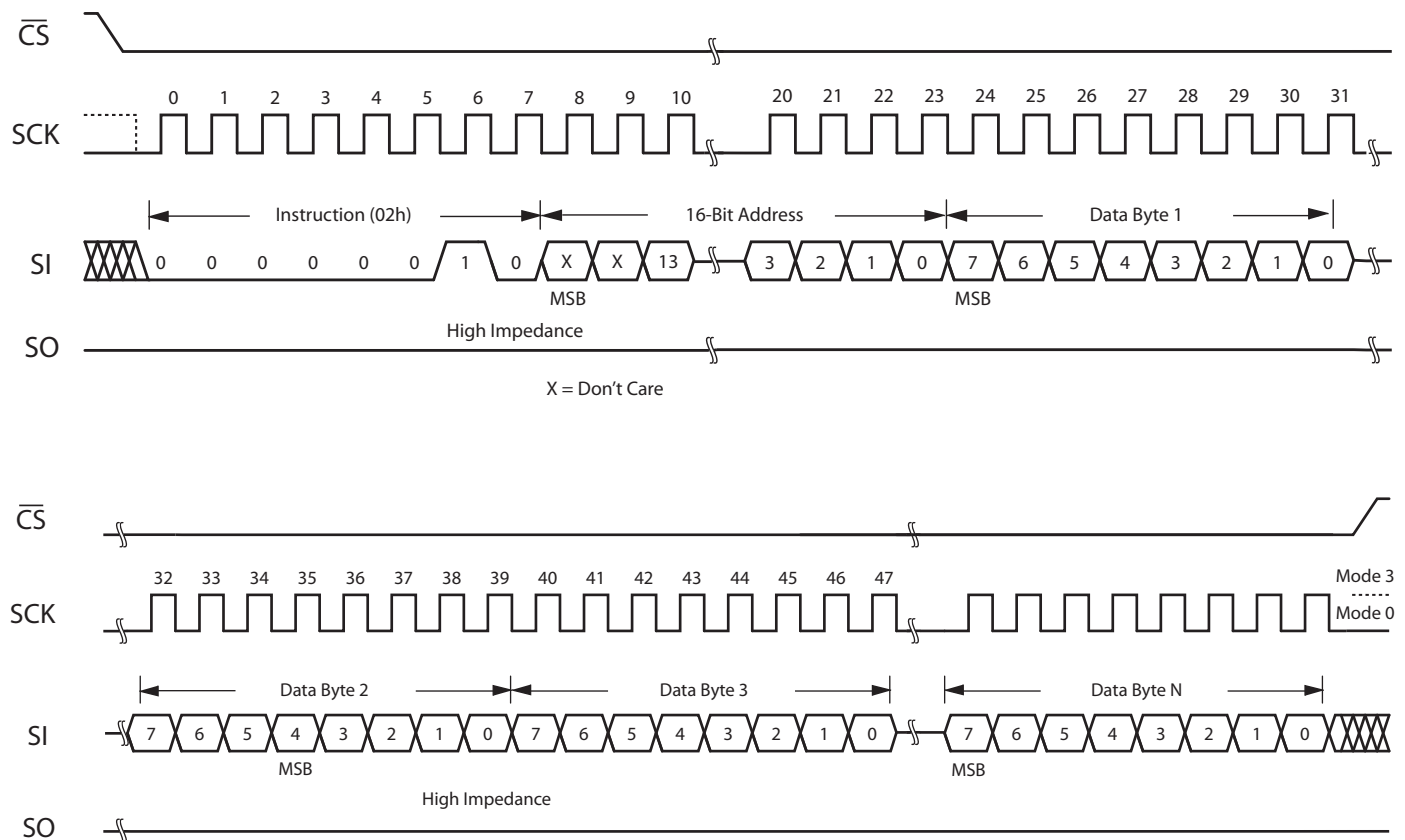 CS
0 1 2 3 4 5 6 7 8 9 10 20 21 22 23 24 25 26 27 28 29 30 31
SCK
Instruction (02h) 16-Bit Address Data Byte 1
SI 0 0 0 0 0 0 1 0 X X 13 3 2 1 0 7 6 5 4 3 2 1 0
MSB MSB
High Impedance
SO
X = Don’t Care
CS
32 33 34 35 36 37 38 39 40 41 42 43 44 45 46 47 Mode 3
SCK Mode 0
Data Byte 2 Data Byte 3 Data Byte N
SI 7 6 5 4 3 2 1 0 7 6 5 4 3 2 1 0 7 6 5 4 3 2 1 0
MSB MSB
High Impedance
SO